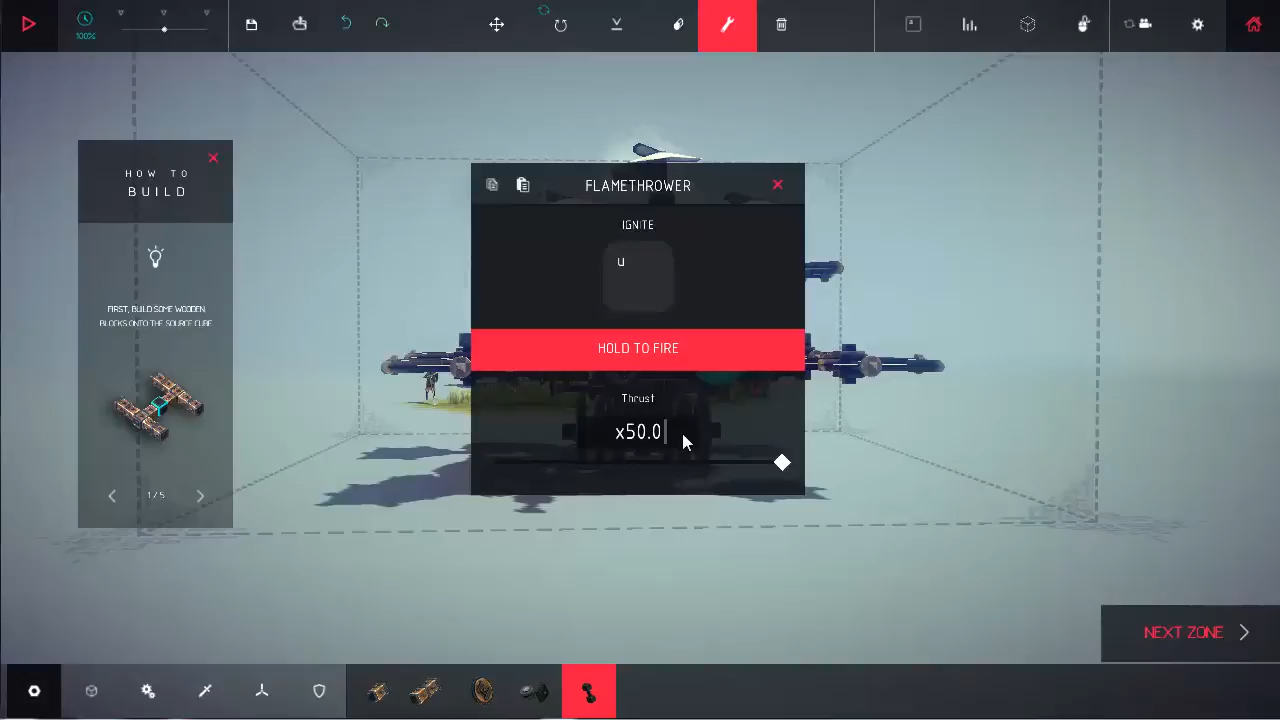 100%
HOW TO
BUILD
FIRST, BUILD SOME WOODEN
BLOCKS ONTO THE SOURCE CUBE
1/5
FLAMETHROWER
IGNITE
u
HOLD TO FIRE
Thrust
x50.0
NEXT ZONE